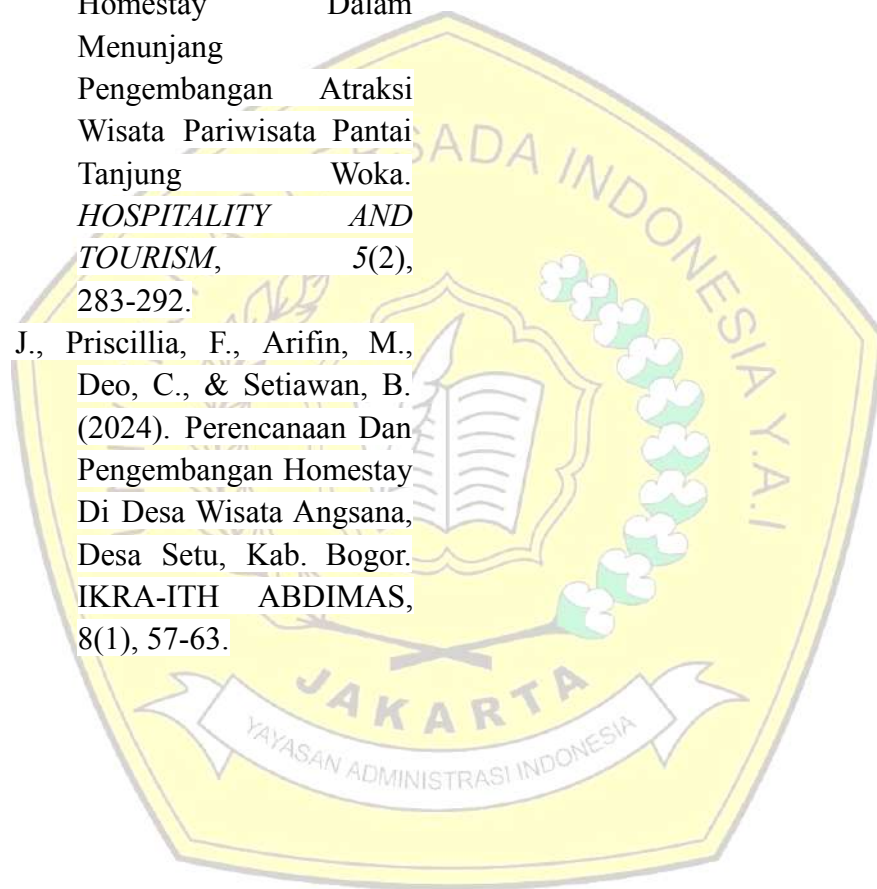 Homestay Dalam
Menunjang
Pengembangan Atraksi
Wisata Pariwisata Pantai
Tanjung Woka.
HOSPITALITY AND
TOURISM, 5(2),
283-292.
J., Priscillia, F., Arifin, M.,
Deo, C., & Setiawan, B.
(2024). Perencanaan Dan
Pengembangan Homestay
Di Desa Wisata Angsana,
Desa Setu, Kab. Bogor.
IKRA-ITH ABDIMAS,
8(1), 57-63.
INDONESIA Y.A.I
JAKARTA
YAYASAN ADMINISTRASI INDONESIA